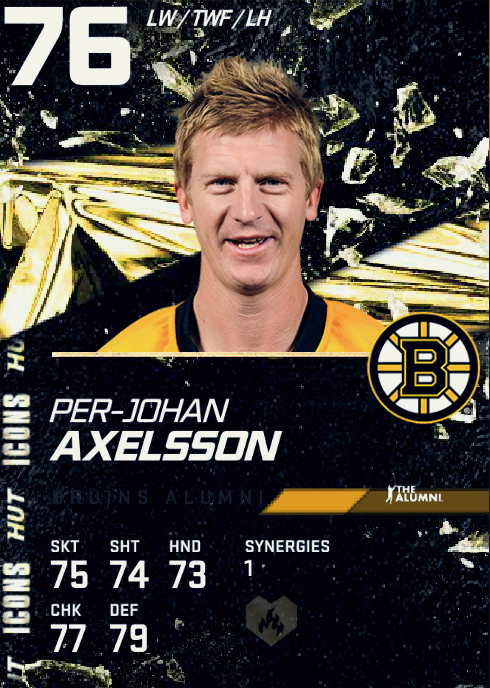 76
LW / TWF / LH
B
PER-JOHAN
AXELSSON
BRUINS ALUMNI
THE
ALUMNI
SKT SHT HND SYNERGIES
75 74 73 1
CHK DEF
77 79
HUT ICONS HUT ICONS